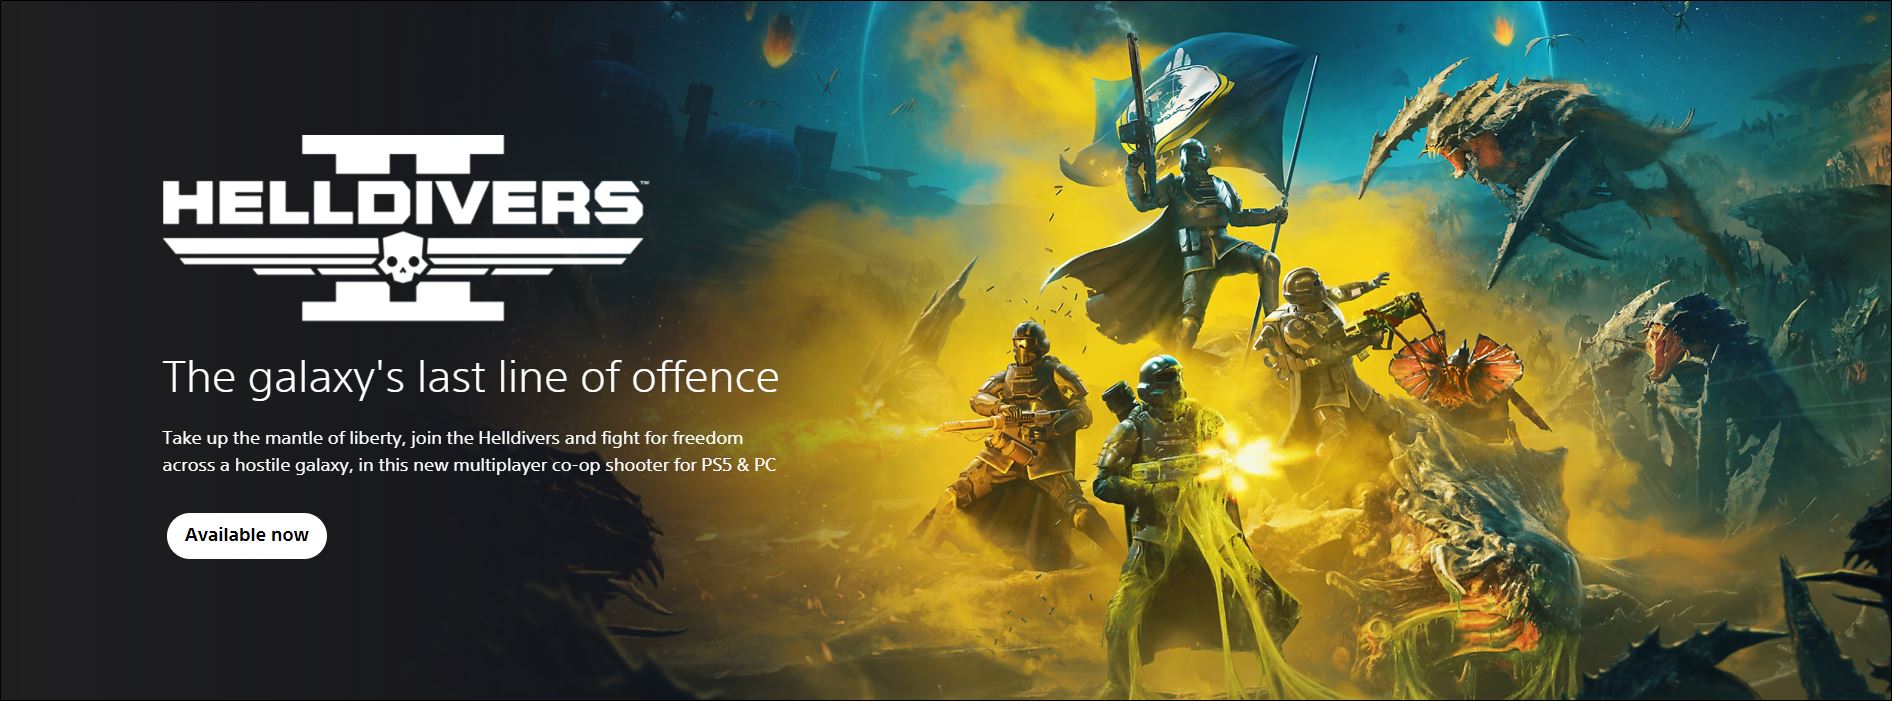 II
HELLDIVERS™
The galaxy's last line of offence
Take up the mantle of liberty, join the Helldivers and fight for freedom
across a hostile galaxy, in this new multiplayer co-op shooter for PS5 & PC
Available now